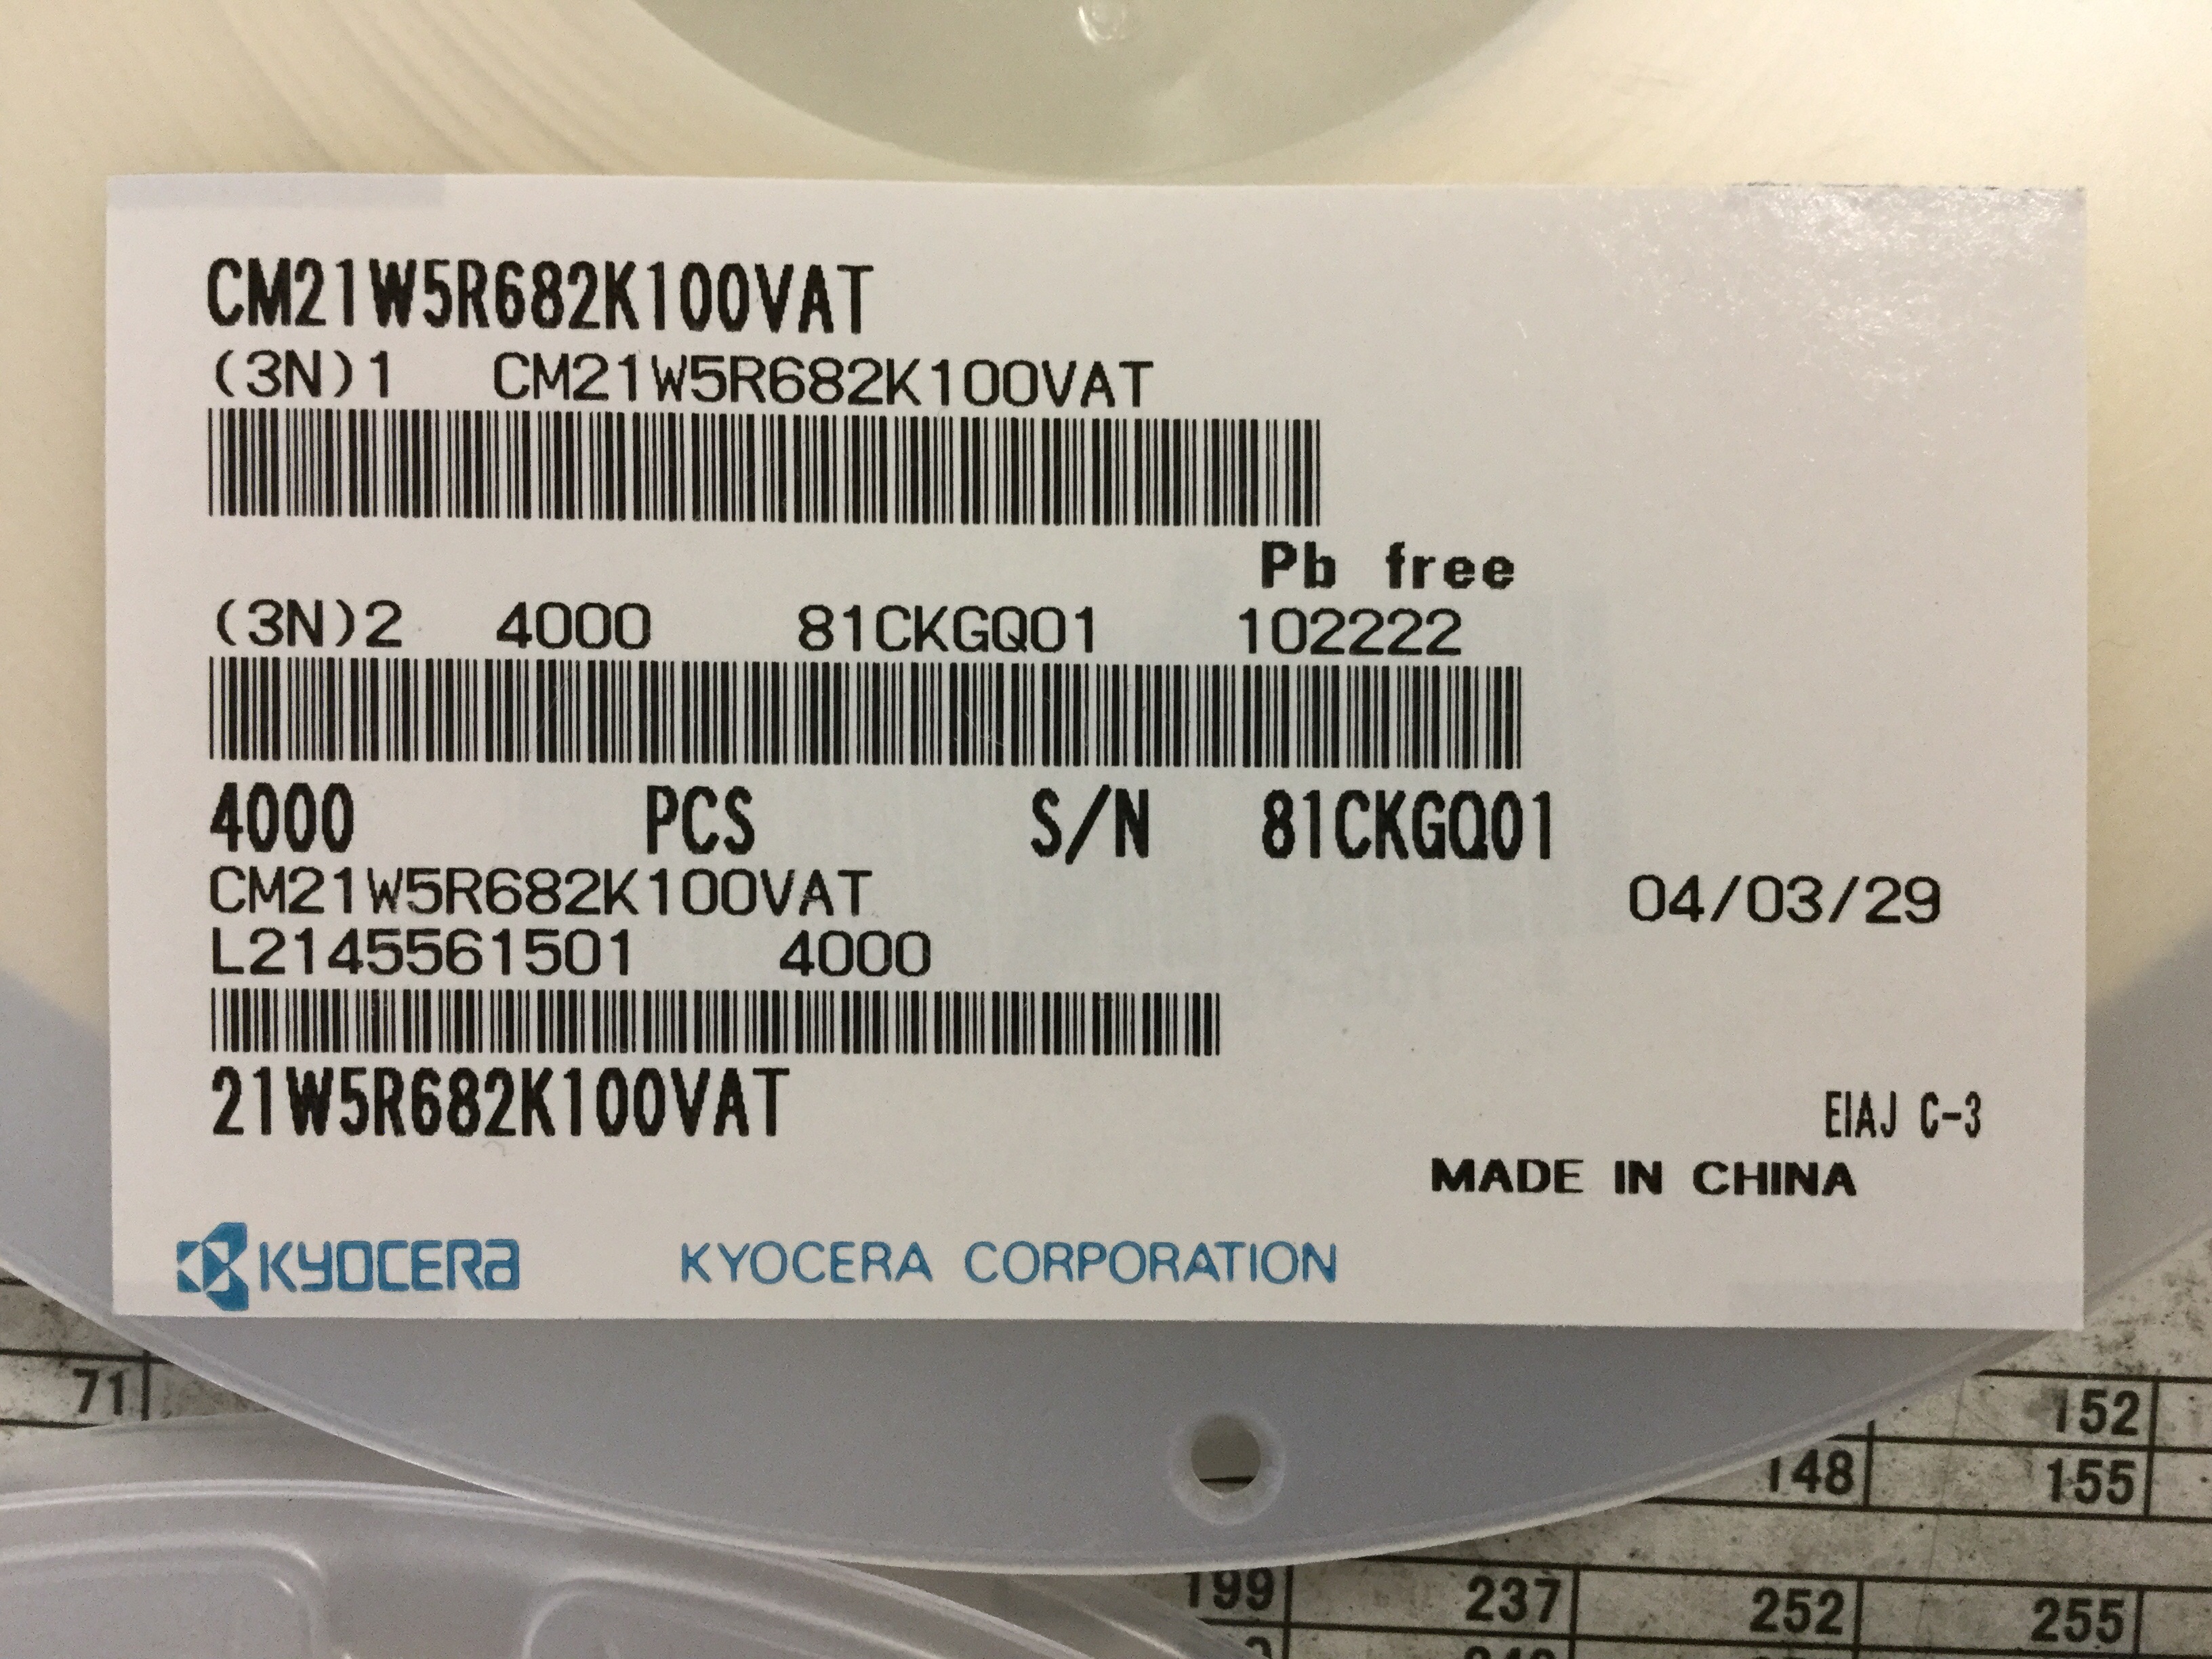 CM21W5R682K100VAT
(3N)1 CM21W5R682K100VAT
Pb free
(3N)2 4000 81CKGQ01 102222
4000 PCS S/N 81CKGQ01
CM21W5R682K100VAT 04/03/29
L2145561501 4000
21W5R682K100VAT
EIAJ C-3
MADE IN CHINA
KYOCERA KYOCERA CORPORATION
71 152
148 155
199 237 252 255